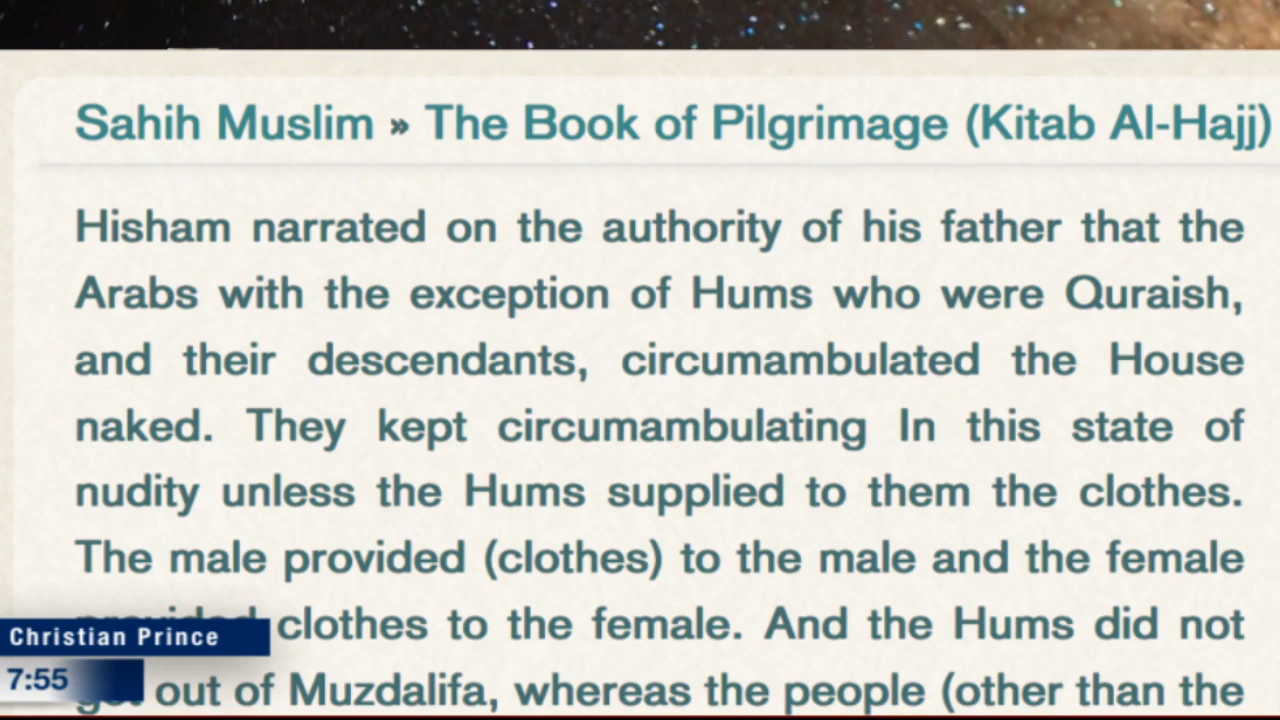 Sahih Muslim » The Book of Pilgrimage (Kitab Al-Hajj)
Hisham narrated on the authority of his father that the
Arabs with the exception of Hums who were Quraish,
and their descendants, circumambulated the House
naked. They kept circumambulating In this state of
nudity unless the Hums supplied to them the clothes.
The male provided (clothes) to the male and the female
provided clothes to the female. And the Hums did not
out of Muzdalifa, whereas the people (other than the
Christian Prince
7:55